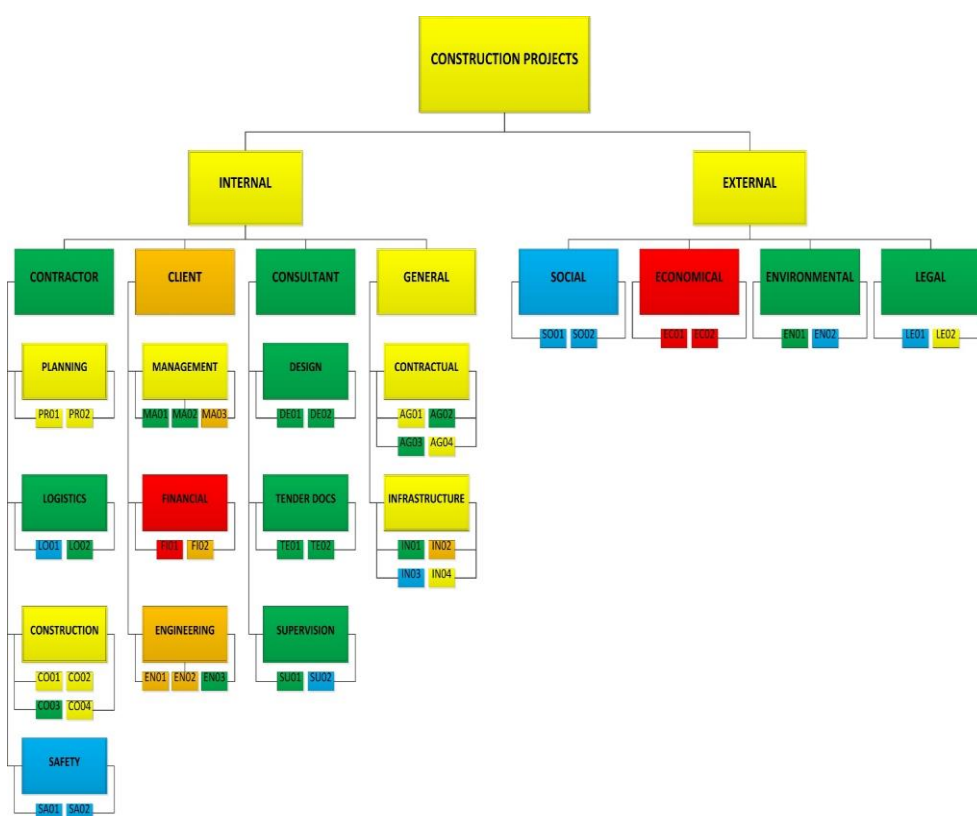 CONSTRUCTION PROJECTS
INTERNAL
EXTERNAL
CONTRACTOR
CLIENT
CONSULTANT
GENERAL
SOCIAL
ECONOMICAL
ENVIRONMENTAL
LEGAL
SO01 SO02
EC01 EC02
EN01 EN02
LE01 LE02
PLANNING
MANAGEMENT
DESIGN
CONTRACTUAL
PR01 PR02
MA01 MA02 MA03
DE01 DE02
AG01 AG02
AG03 AG04
LOGISTICS
FINANCIAL
TENDER DOCS
INFRASTRUCTURE
LO01 LO02
FI01 FI02
TE01 TE02
IN01 IN02
IN03 IN04
CONSTRUCTION
ENGINEERING
SUPERVISION
CO01 CO02
CO03 CO04
EN01 EN02 EN03
SU01 SU02
SAFETY
SA01 SA02